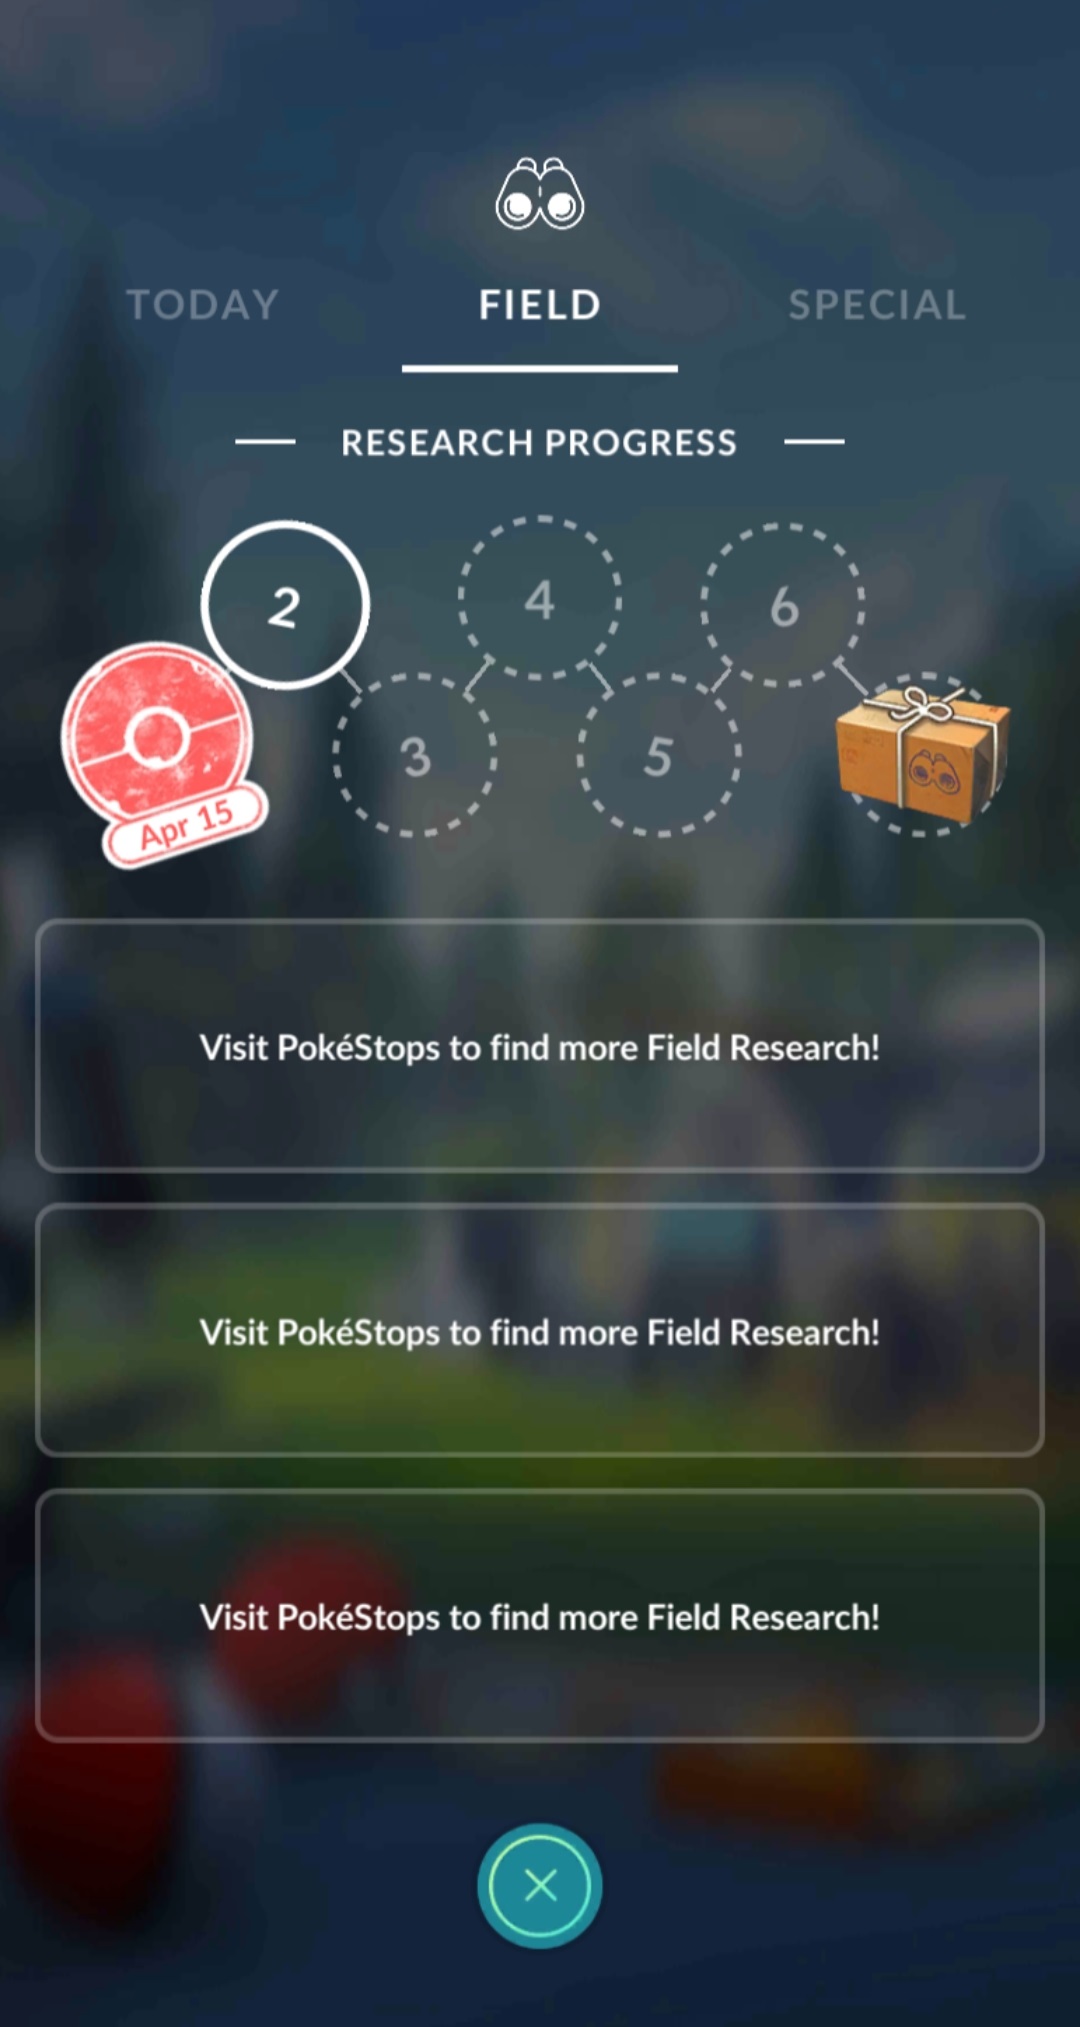 TODAY FIELD SPECIAL
RESEARCH PROGRESS
2 4 6
3 5
Apr 15
Visit PokéStops to find more Field Research!
Visit PokéStops to find more Field Research!
Visit PokéStops to find more Field Research!